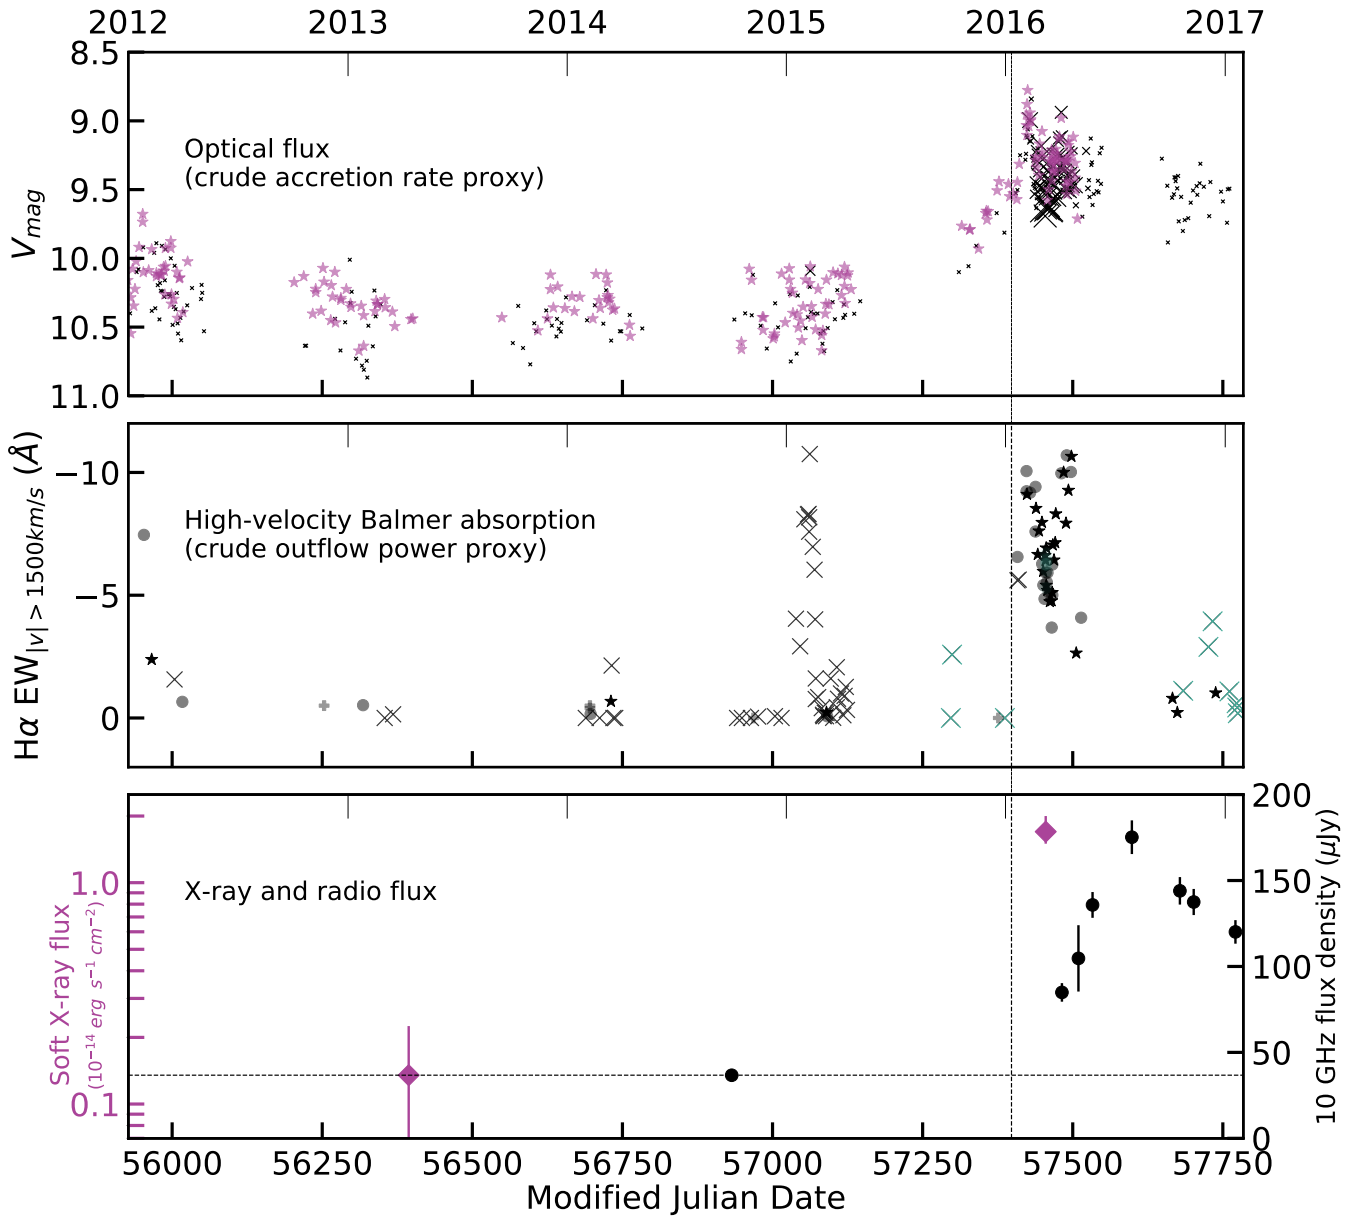 2012 2013 2014 2015 2016 2017
8.5
9.0
9.5
10.0
10.5
11.0
V_mag
Optical flux
(crude accretion rate proxy)
−10
−5
0
Hα EW_|v| > 1500km/s (Å)
High-velocity Balmer absorption
(crude outflow power proxy)
1.0
0.1
Soft X-ray flux
(10⁻¹⁴ erg s⁻¹ cm⁻²)
X-ray and radio flux
200
150
100
50
0
10 GHz flux density (μJy)
56000 56250 56500 56750 57000 57250 57500 57750
Modified Julian Date